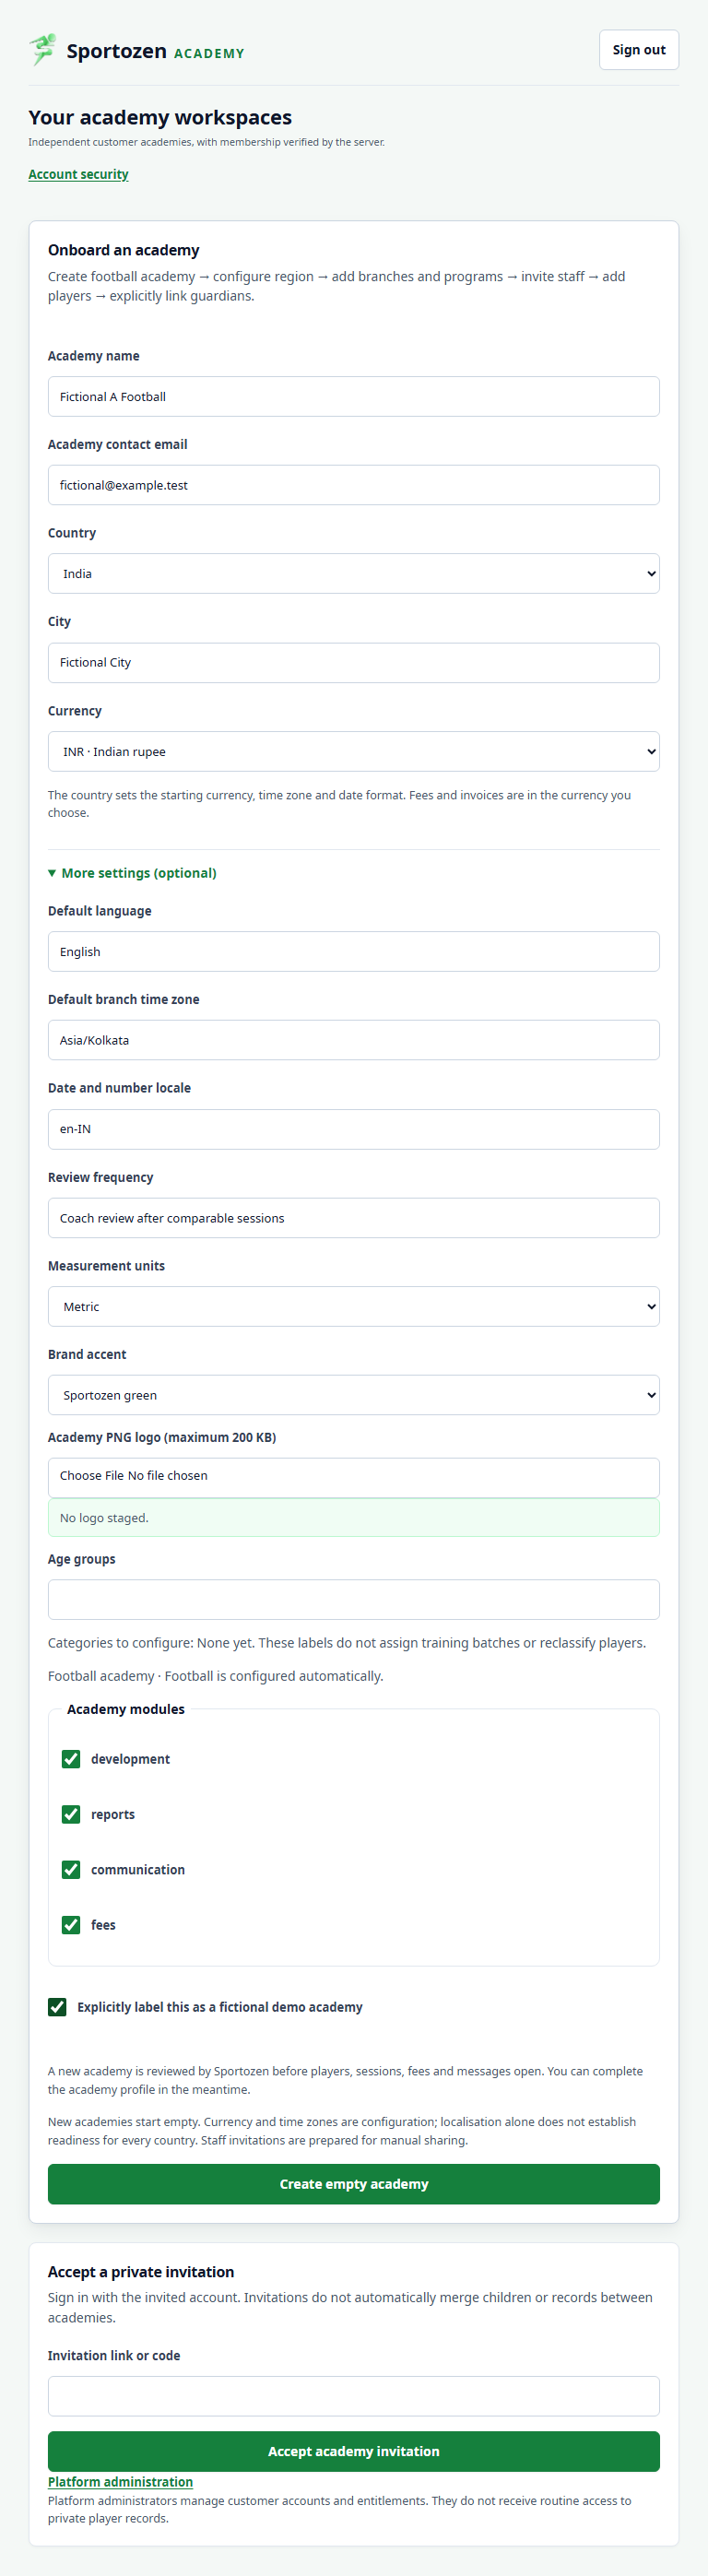 Sportozen ACADEMY
Sign out
Your academy workspaces
Independent customer academies, with membership verified by the server.
Account security
Onboard an academy
Create football academy → configure region → add branches and programs → invite staff → add
players → explicitly link guardians.
Academy name
Fictional A Football
Academy contact email
fictional@example.test
Country
India
City
Fictional City
Currency
INR · Indian rupee
The country sets the starting currency, time zone and date format. Fees and invoices are in the currency you
choose.
▼ More settings (optional)
Default language
English
Default branch time zone
Asia/Kolkata
Date and number locale
en-IN
Review frequency
Coach review after comparable sessions
Measurement units
Metric
Brand accent
Sportozen green
Academy PNG logo (maximum 200 KB)
Choose File No file chosen
No logo staged.
Age groups
Categories to configure: None yet. These labels do not assign training batches or reclassify players.
Football academy · Football is configured automatically.
Academy modules
development
reports
communication
fees
Explicitly label this as a fictional demo academy
A new academy is reviewed by Sportozen before players, sessions, fees and messages open. You can complete
the academy profile in the meantime.
New academies start empty. Currency and time zones are configuration; localisation alone does not establish
readiness for every country. Staff invitations are prepared for manual sharing.
Create empty academy
Accept a private invitation
Sign in with the invited account. Invitations do not automatically merge children or records between
academies.
Invitation link or code
Accept academy invitation
Platform administration
Platform administrators manage customer accounts and entitlements. They do not receive routine access to
private player records.